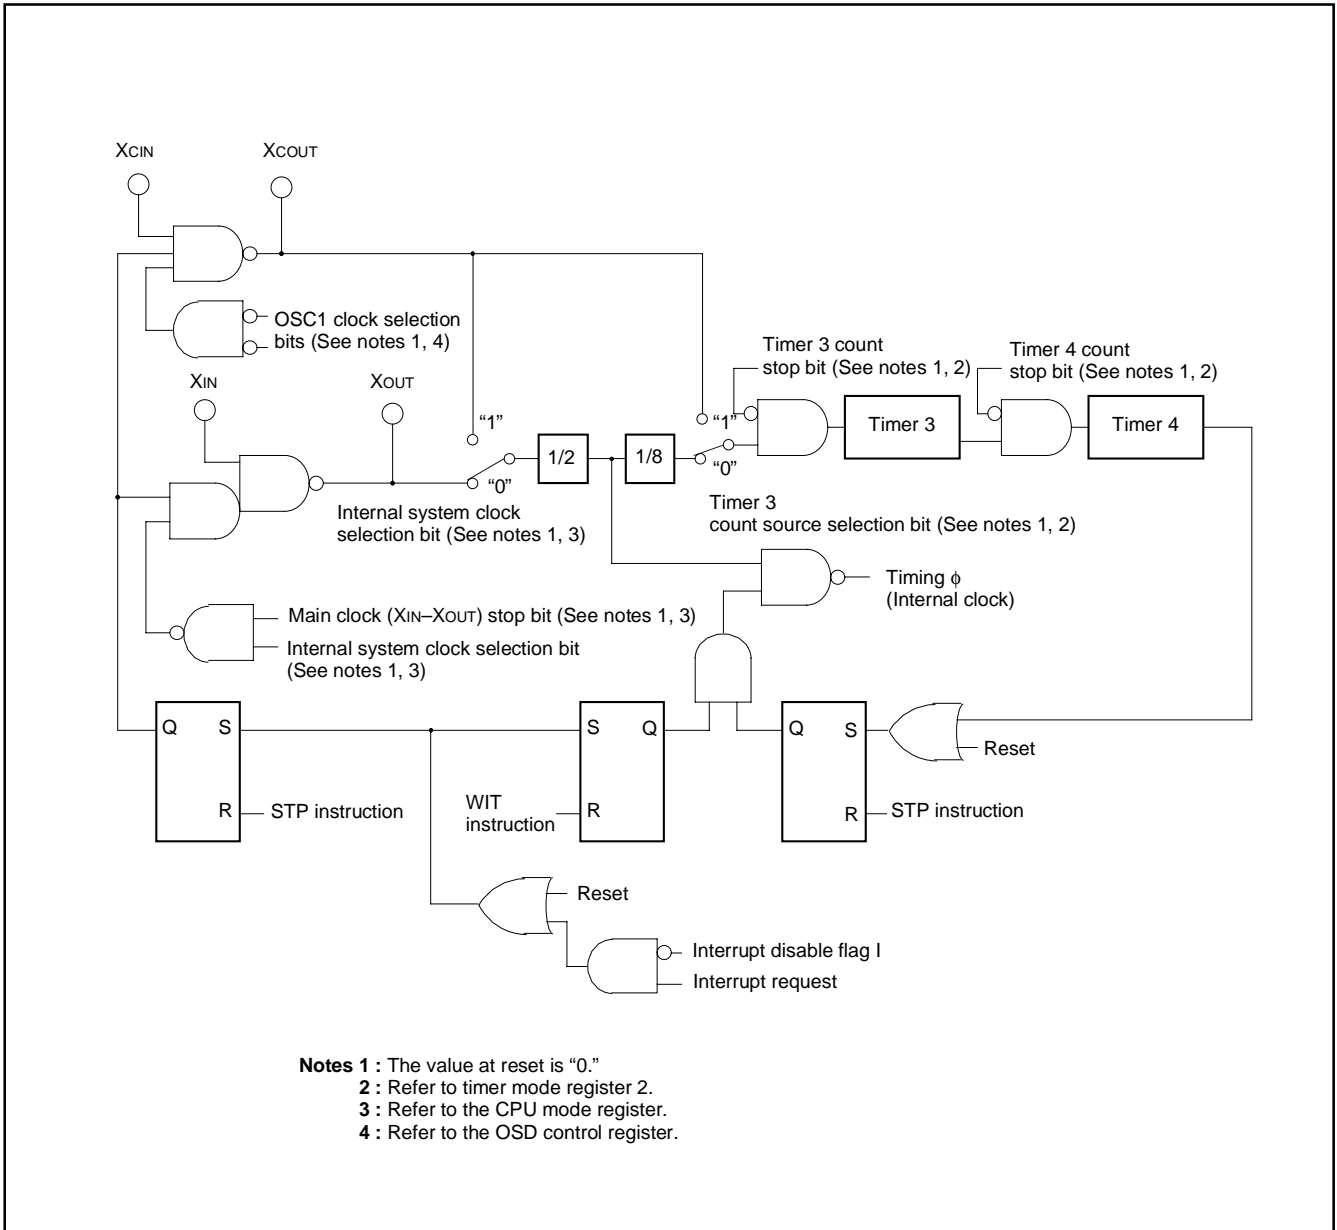 XCIN
XCOUT
OSC1 clock selection
bits (See notes 1, 4)
XIN
XOUT
“1”
“0”
Internal system clock
selection bit (See notes 1, 3)
1/2
1/8
“1”
“0”
Timer 3 count
stop bit (See notes 1, 2)
Timer 4 count
stop bit (See notes 1, 2)
Timer 3
Timer 4
Timer 3
count source selection bit (See notes 1, 2)
Timing ϕ
(Internal clock)
Main clock (XIN–XOUT) stop bit (See notes 1, 3)
Internal system clock selection bit
(See notes 1, 3)
Q S
R
STP instruction
S Q
R
WIT
instruction
Q S
R
Reset
STP instruction
Reset
Interrupt disable flag I
Interrupt request
Notes 1 : The value at reset is “0.”
2 : Refer to timer mode register 2.
3 : Refer to the CPU mode register.
4 : Refer to the OSD control register.